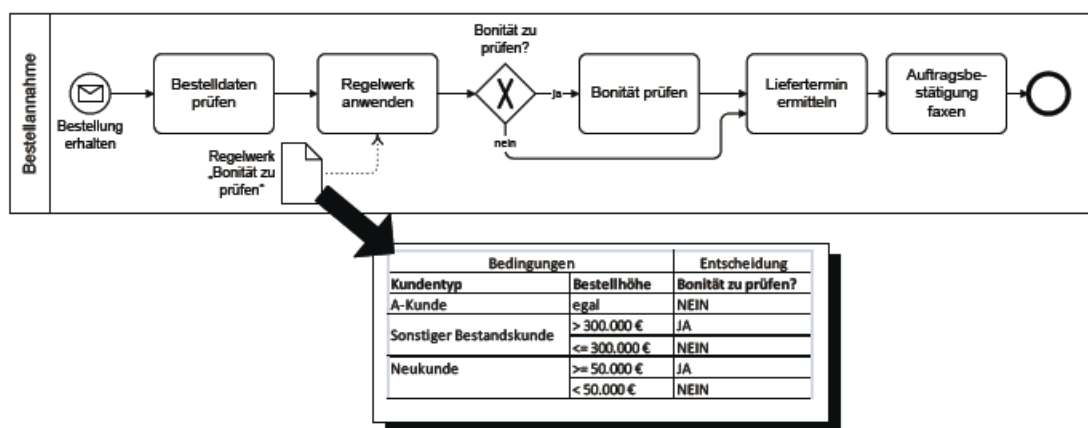 Bestellannahme
Bestellung
erhalten
Bestelldaten
prüfen
Regelwerk
anwenden
Regelwerk
„Bonität zu
prüfen“
Bonität zu
prüfen?
ja
nein
Bonität prüfen
Liefertermin
ermitteln
Auftragsbe-
stätigung
faxen
Bedingungen Entscheidung
Kundentyp Bestellhöhe Bonität zu prüfen?
A-Kunde egal NEIN
Sonstiger Bestandskunde > 300.000 € JA
<= 300.000 € NEIN
Neukunde >= 50.000 € JA
< 50.000 € NEIN